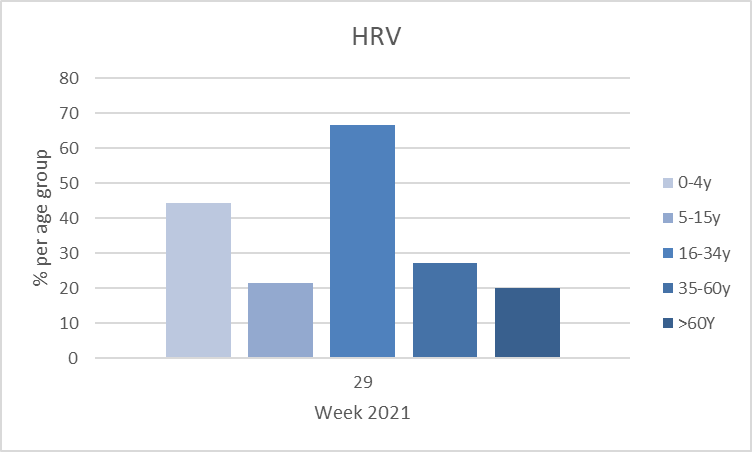 HRV
% per age group
80
70
60
50
40
30
20
10
0
29
Week 2021
0-4y
5-15y
16-34y
35-60y
>60Y